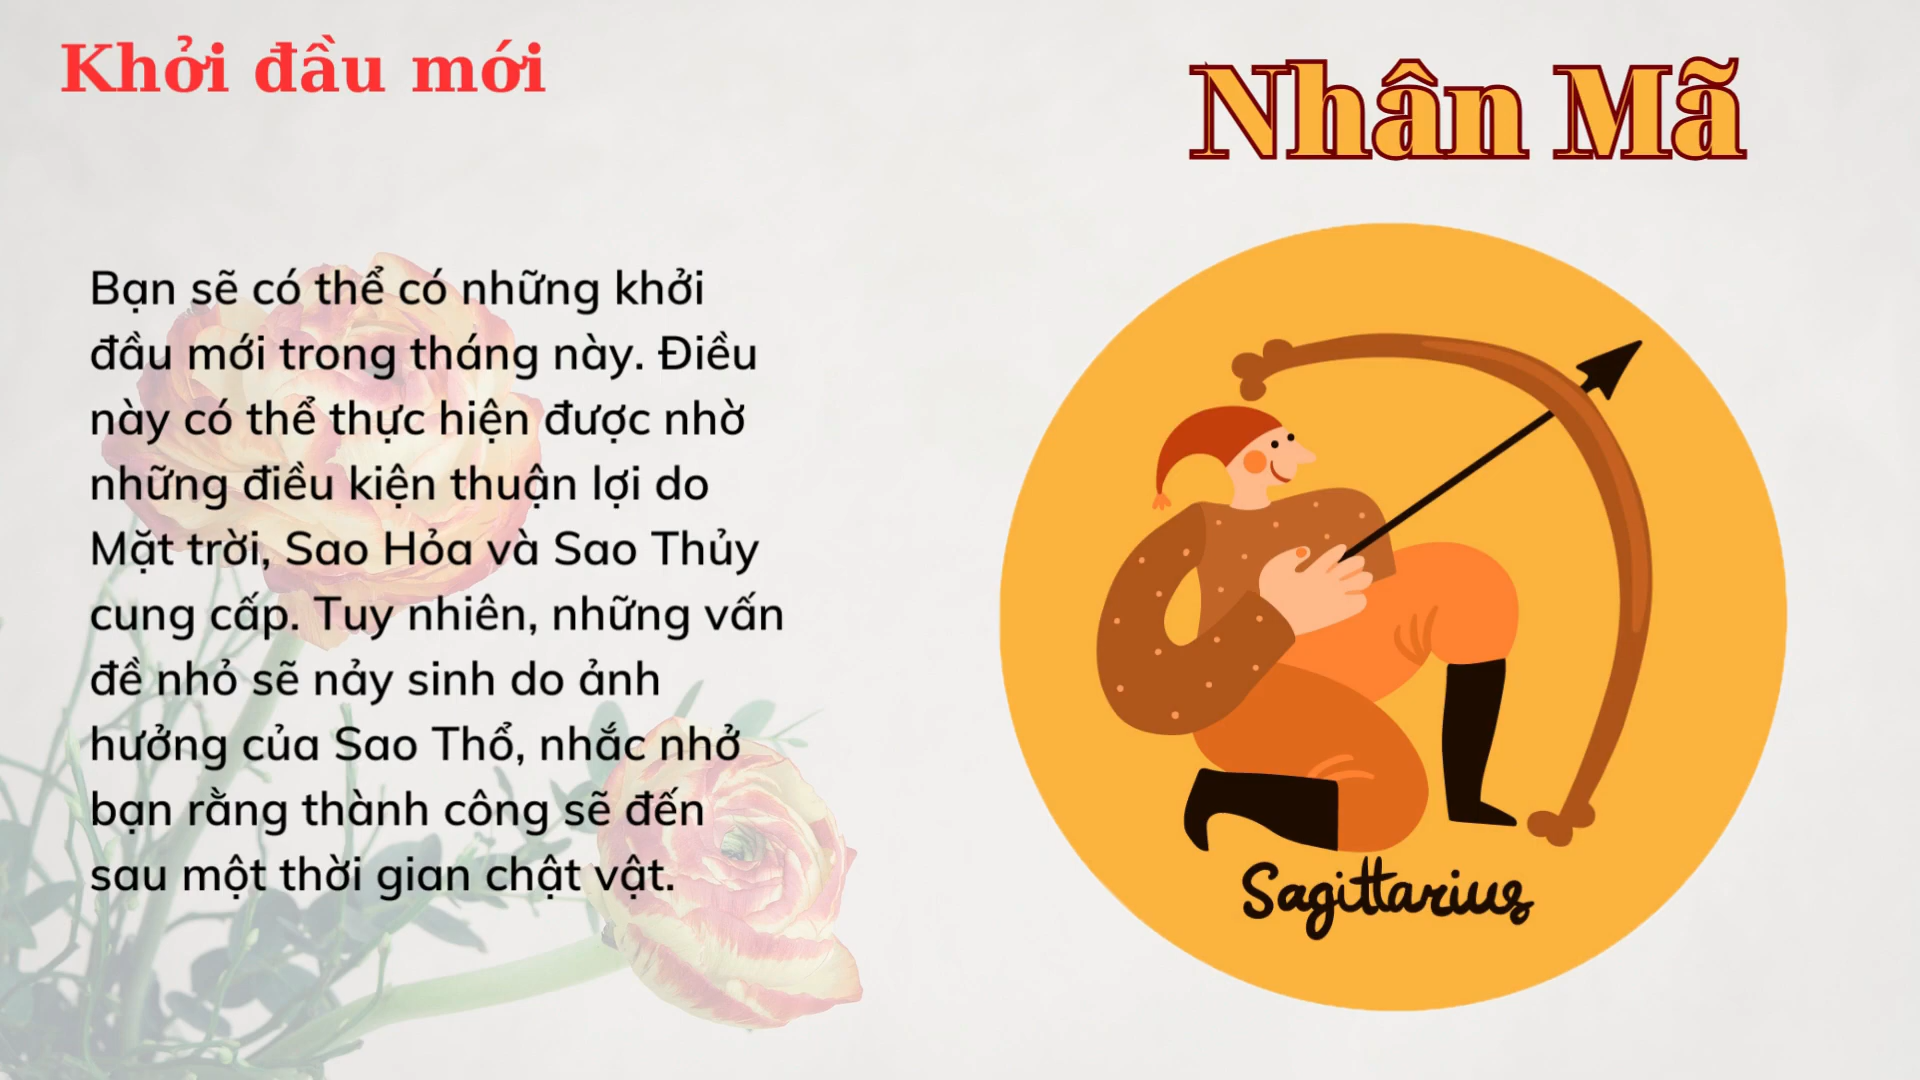 Khởi đầu mới
Nhân Mã
Bạn sẽ có thể có những khởi
đầu mới trong tháng này. Điều
này có thể thực hiện được nhờ
những điều kiện thuận lợi do
Mặt trời, Sao Hỏa và Sao Thủy
cung cấp. Tuy nhiên, những vấn
đề nhỏ sẽ nảy sinh do ảnh
hưởng của Sao Thổ, nhắc nhở
bạn rằng thành công sẽ đến
sau một thời gian chật vật.
Sagittarius